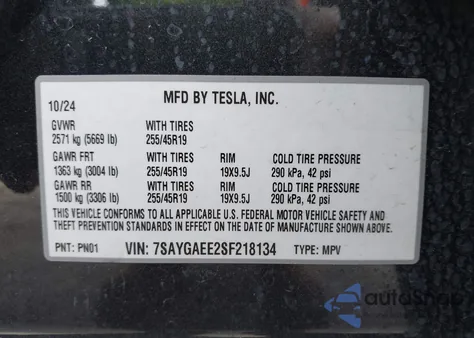 MFD BY TESLA, INC.
10/24
GVWR WITH TIRES
2571 kg (5669 lb) 255/45R19
GAWR FRT WITH TIRES RIM COLD TIRE PRESSURE
1363 kg (3004 lb) 255/45R19 19X9.5J 290 kPa, 42 psi
GAWR RR WITH TIRES RIM COLD TIRE PRESSURE
1500 kg (3306 lb) 255/45R19 19X9.5J 290 kPa, 42 psi
THIS VEHICLE CONFORMS TO ALL APPLICABLE U.S. FEDERAL MOTOR VEHICLE SAFETY AND
THEFT PREVENTION STANDARDS IN EFFECT ON THE DATE OF MANUFACTURE SHOWN ABOVE.
PNT: PN01 VIN: 7SAYGAEE2SF218134 TYPE: MPV
autoShop